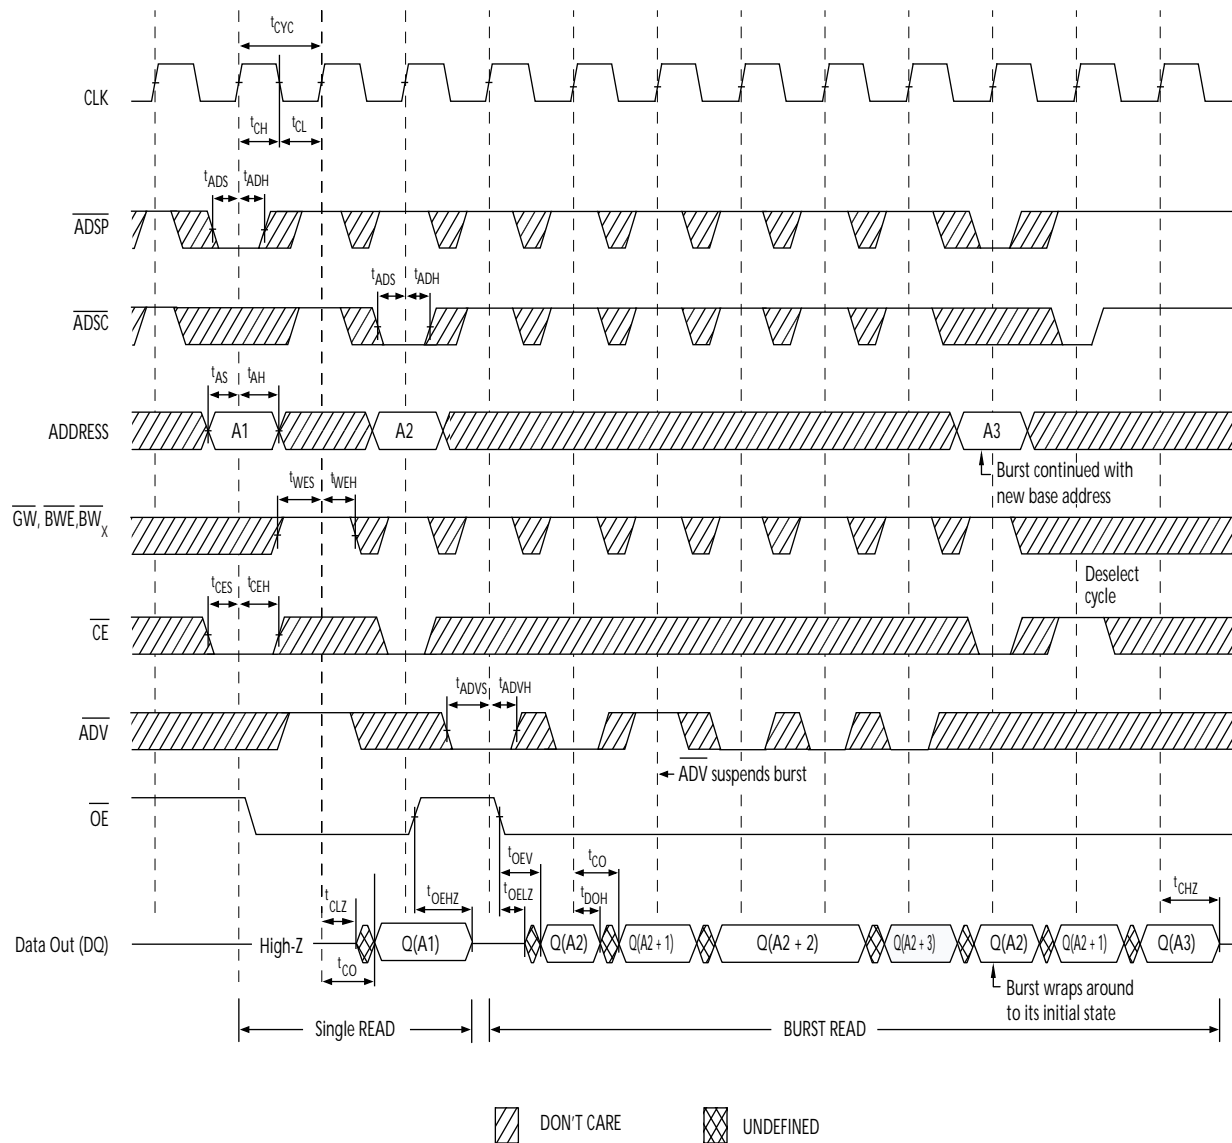 tCYC
CLK
tCH
tCL
tADS
tADH
ADSP
tADS
tADH
ADSC
tAS
tAH
ADDRESS
A1
A2
A3
Burst continued with
new base address
tWES
tWEH
GW, BWE,BWX
tCES
tCEH
Deselect
cycle
CE
tADVS
tADVH
ADV
ADV suspends burst
OE
tOEV
tCO
tCLZ
tOEHZ
tOELZ
tDOH
tCHZ
Data Out (DQ)
High-Z
Q(A1)
Q(A2)
Q(A2 + 1)
Q(A2 + 2)
Q(A2 + 3)
Q(A2)
Q(A2 + 1)
Q(A3)
tCO
Burst wraps around
to its initial state
Single READ
BURST READ
DON'T CARE
UNDEFINED